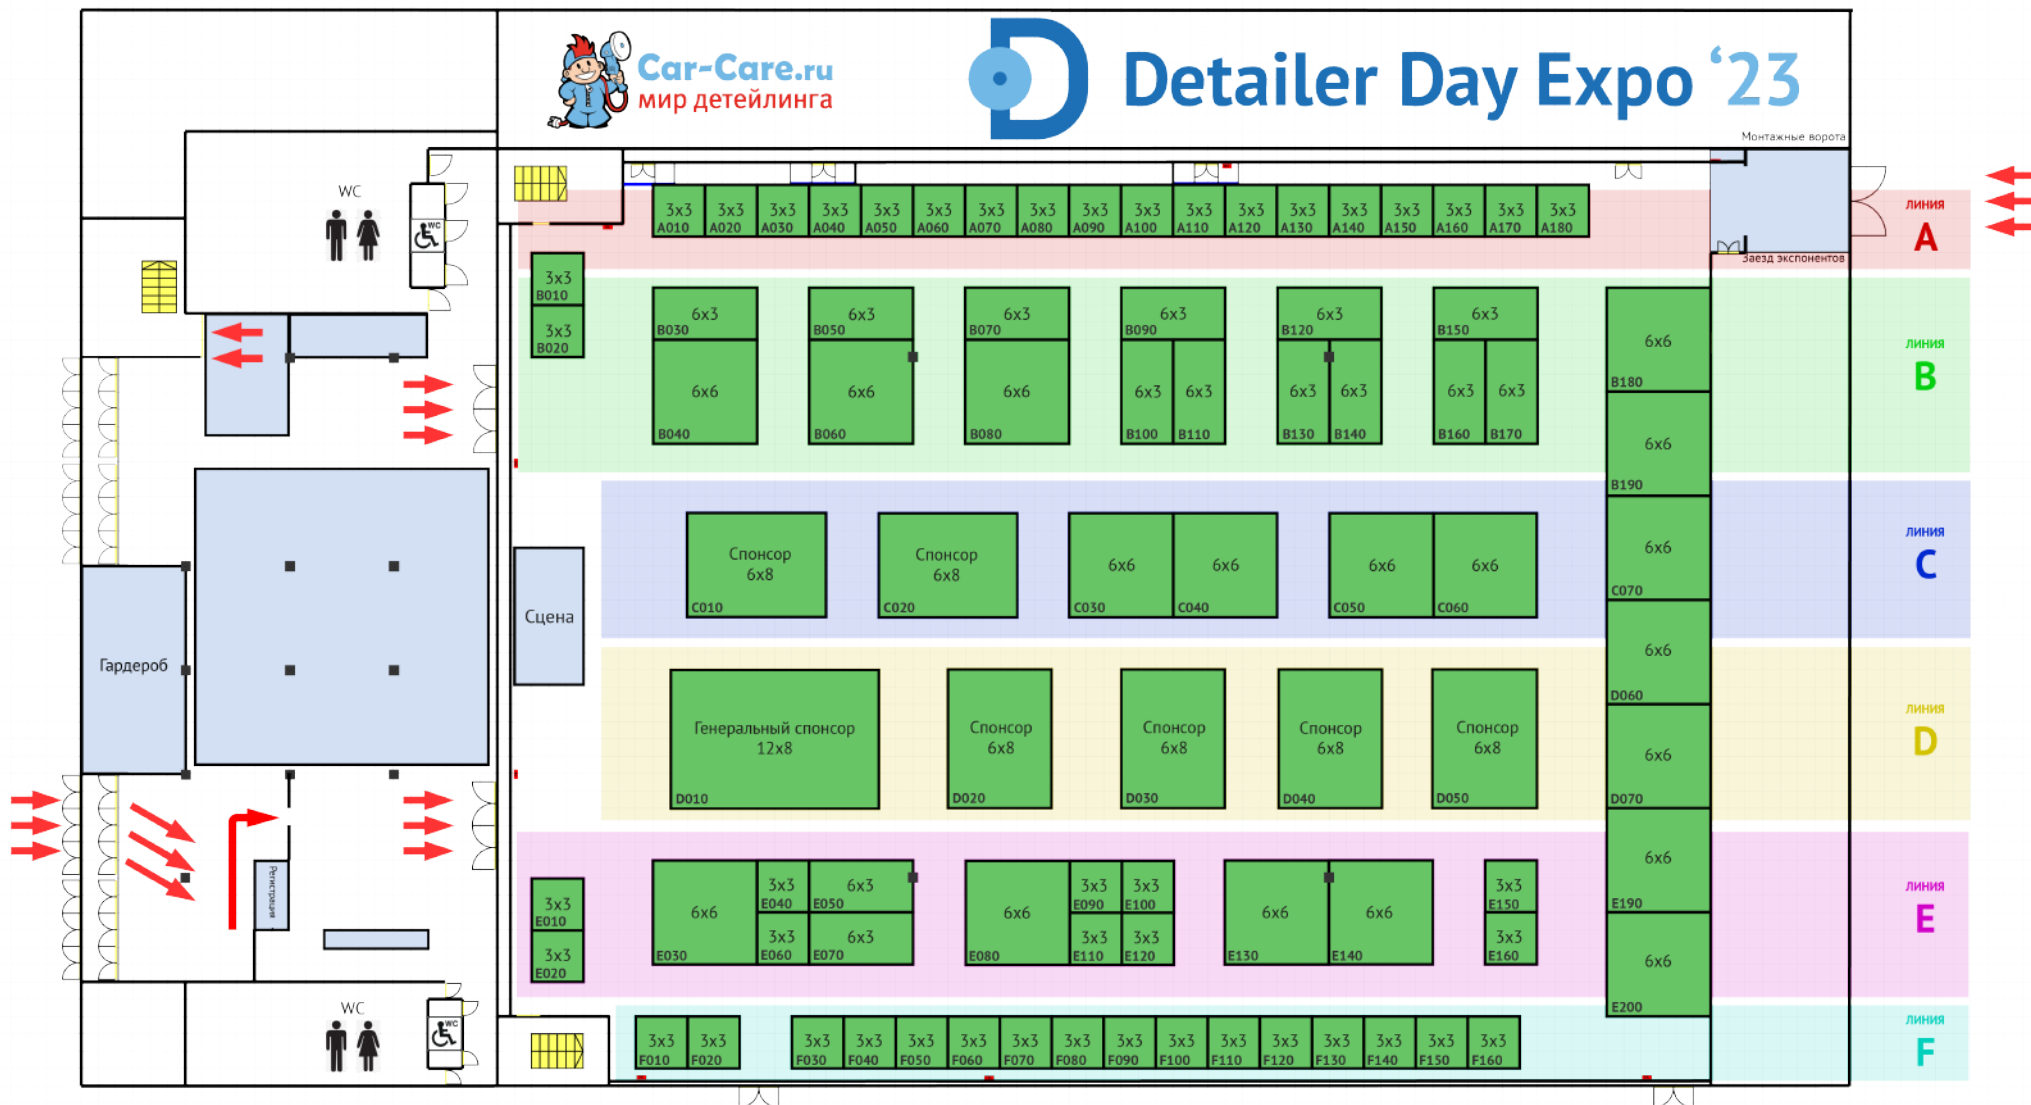 Car-Care.ru
мир детейлинга
Detailer Day Expo ‘23
Монтажные ворота
WC
WC
3x3 3x3 3x3 3x3 3x3 3x3 3x3 3x3 3x3 3x3 3x3 3x3 3x3 3x3 3x3 3x3 3x3 3x3
A010 A020 A030 A040 A050 A060 A070 A080 A090 A100 A110 A120 A130 A140 A150 A160 A170 A180
линия
A
Заезд экспонентов
3x3
B010
3x3
B020
6x3
B030
6x3
B050
6x3
B070
6x3
B090
6x3
B120
6x3
B150
6x6
B040
6x6
B060
6x6
B080
6x3
B100
6x3
B110
6x3
B130
6x3
B140
6x3
B160
6x3
B170
6x6
B180
6x6
B190
линия
B
Спонсор
6x8
C010
Спонсор
6x8
C020
6x6
C030
6x6
C040
6x6
C050
6x6
C060
6x6
C070
линия
C
Сцена
Гардероб
Генеральный спонсор
12x8
D010
Спонсор
6x8
D020
Спонсор
6x8
D030
Спонсор
6x8
D040
Спонсор
6x8
D050
6x6
D060
6x6
D070
линия
D
Регистрация
3x3
E010
3x3
E020
6x6
E030
3x3
E040
6x3
E050
3x3
E060
6x3
E070
6x6
E080
3x3
E090
3x3
E100
3x3
E110
3x3
E120
6x6
E130
6x6
E140
3x3
E150
3x3
E160
6x6
E190
6x6
E200
линия
E
WC
WC
3x3 3x3 3x3 3x3 3x3 3x3 3x3 3x3 3x3 3x3 3x3 3x3 3x3 3x3 3x3 3x3
F010 F020 F030 F040 F050 F060 F070 F080 F090 F100 F110 F120 F130 F140 F150 F160
линия
F